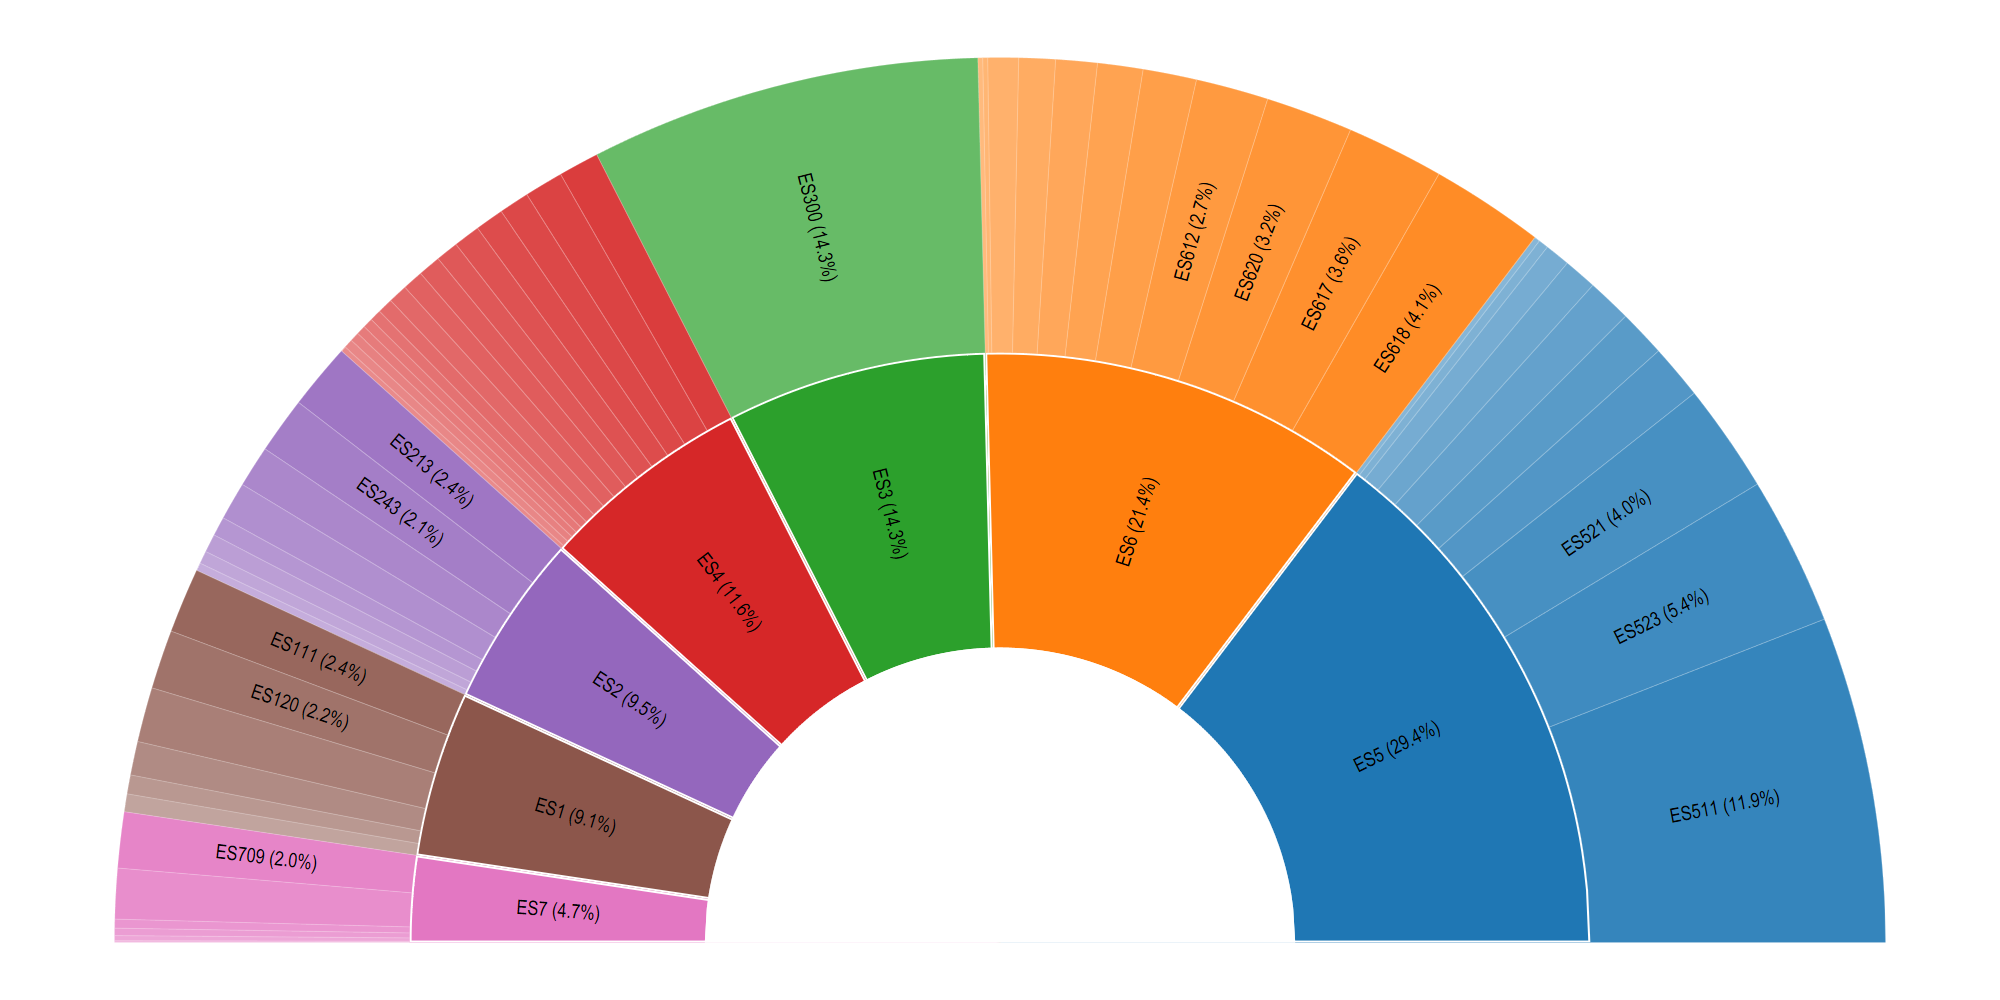 ES300 (14.3%)
ES612 (2.7%)
ES620 (3.2%)
ES617 (3.6%)
ES618 (4.1%)
ES213 (2.4%)
ES243 (2.1%)
ES3 (14.3%)
ES6 (21.4%)
ES521 (4.0%)
ES4 (11.6%)
ES523 (5.4%)
ES111 (2.4%)
ES120 (2.2%)
ES2 (9.5%)
ES5 (29.4%)
ES1 (9.1%)
ES511 (11.9%)
ES709 (2.0%)
ES7 (4.7%)